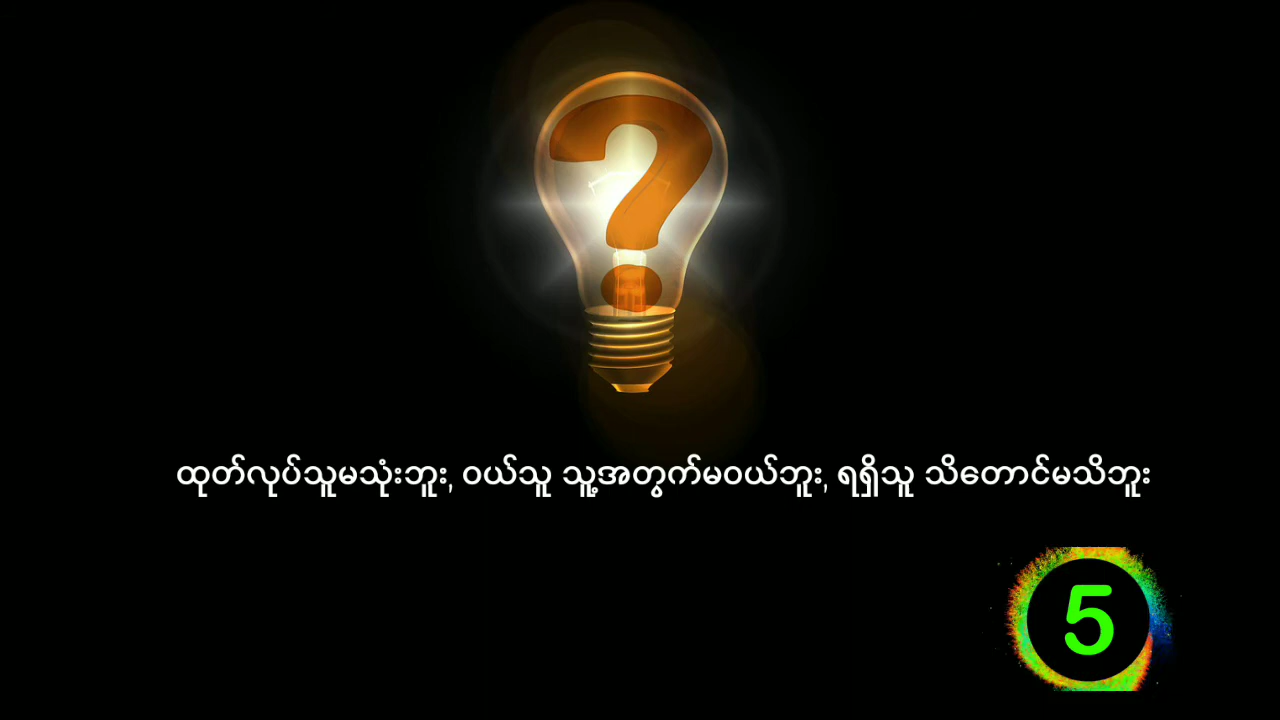 ?
ထုတ်လုပ်သူမသုံးဘူး, ဝယ်သူ သူ့အတွက်မဝယ်ဘူး, ရရှိသူ သိတောင်မသိဘူး
5